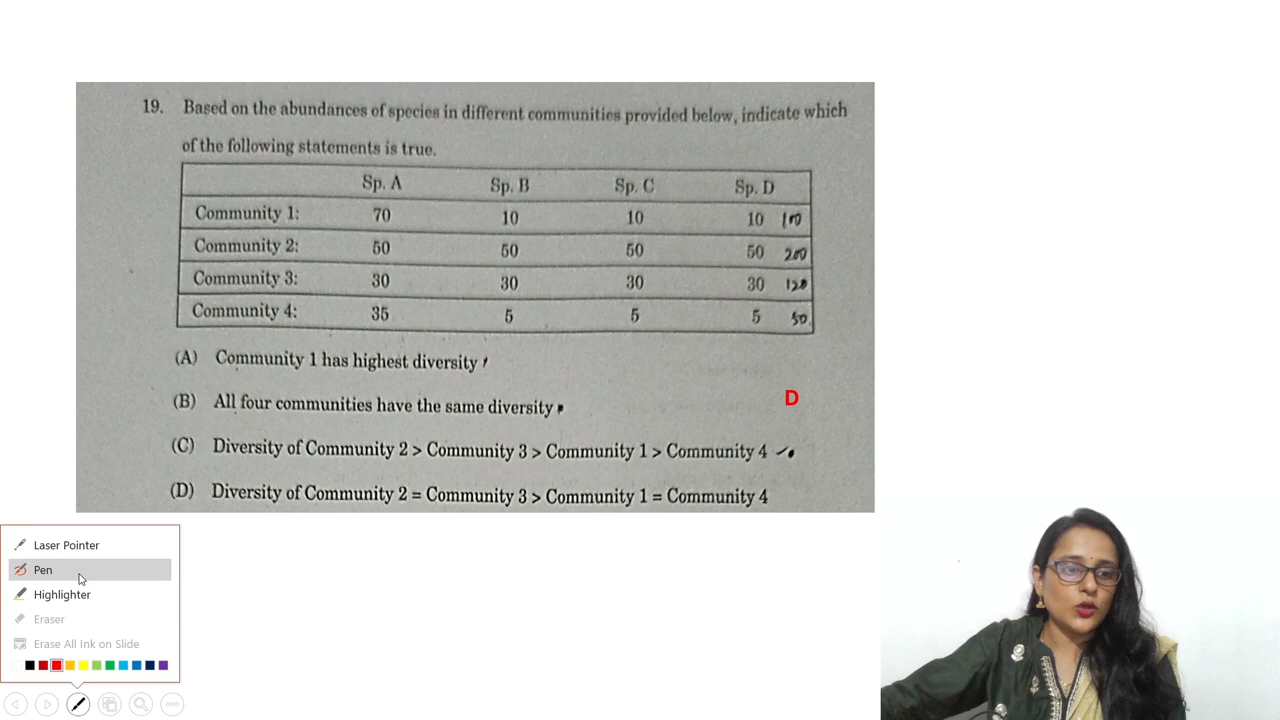 19. Based on the abundances of species in different communities provided below, indicate which
of the following statements is true.
Sp. A Sp. B Sp. C Sp. D
Community 1: 70 10 10 10 100
Community 2: 50 50 50 50 200
Community 3: 30 30 30 30 120
Community 4: 35 5 5 5 50
(A) Community 1 has highest diversity
(B) All four communities have the same diversity
D
(C) Diversity of Community 2 > Community 3 > Community 1 > Community 4
(D) Diversity of Community 2 = Community 3 > Community 1 = Community 4
Laser Pointer
Pen
Highlighter
Eraser
Erase All Ink on Slide